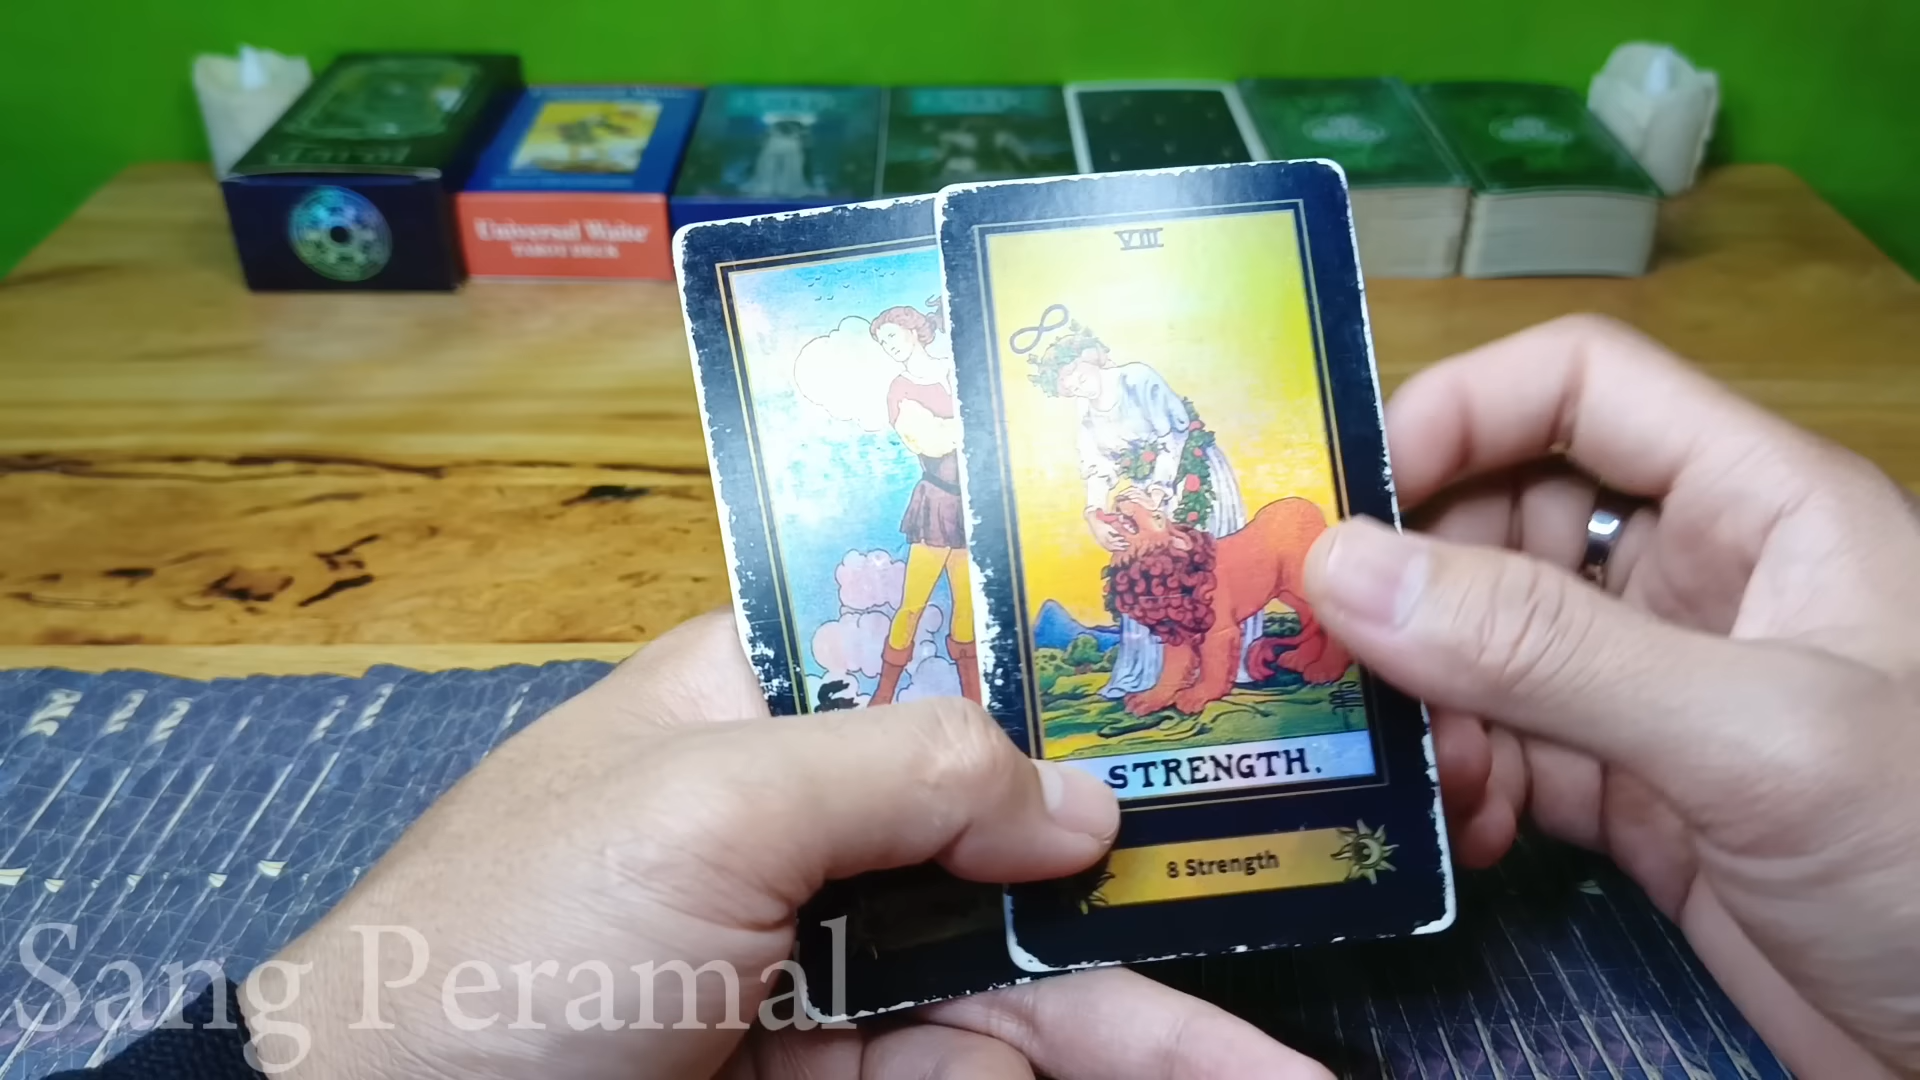 Universal Waite
TAROT DECK
VIII
STRENGTH.
8 Strength
Sang Peramal